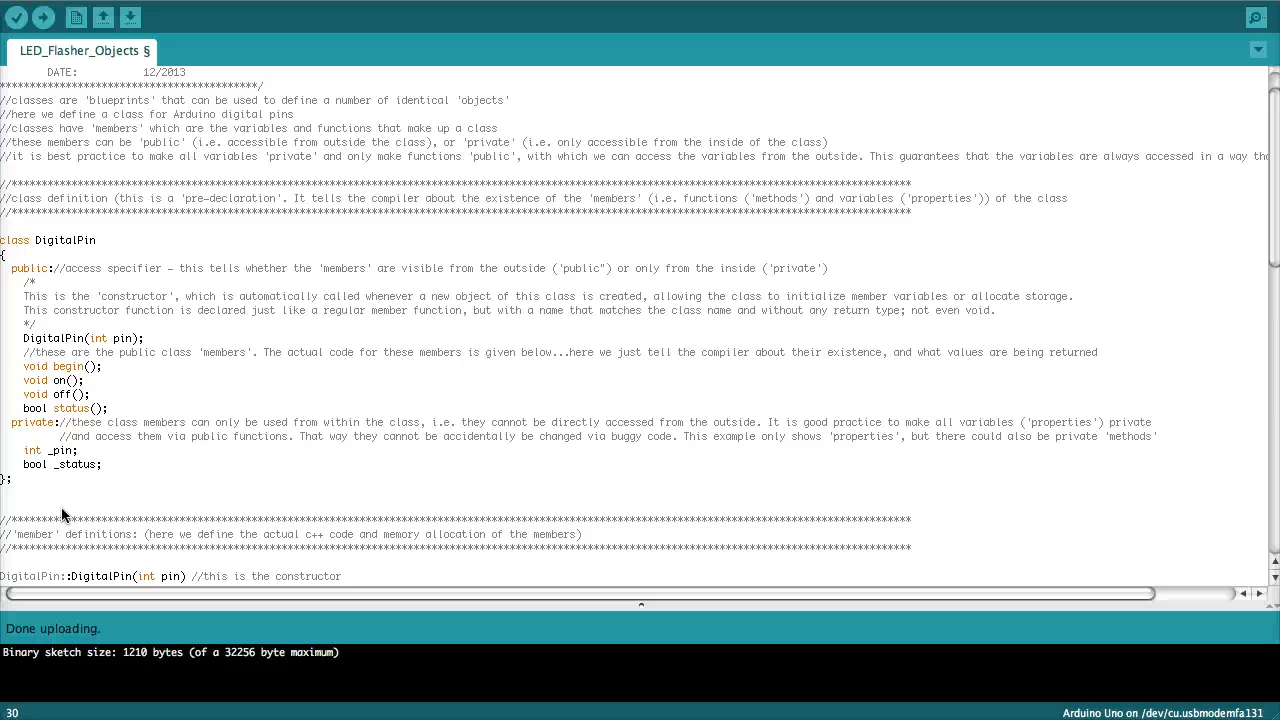 LED_Flasher_Objects §
DATE: 12/2013
*******************************************/
//classes are 'blueprints' that can be used to define a number of identical 'objects'
//here we define a class for Arduino digital pins
//classes have 'members' which are the variables and functions that make up a class
//these members can be 'public' (i.e. accessible from outside the class), or 'private' (i.e. only accessible from the inside of the class)
//it is best practice to make all variables 'private' and only make functions 'public', with which we can access the variables from the outside. This guarantees that the variables are always accessed in a way tha
//******************************************************************************************************************************************************
//class definition (this is a 'pre-declaration'. It tells the compiler about the existence of the 'members' (i.e. functions ('methods') and variables ('properties')) of the class
//******************************************************************************************************************************************************
class DigitalPin
{
public://access specifier – this tells whether the 'members' are visible from the outside ('public") or only from the inside ('private')
/*
This is the 'constructor', which is automatically called whenever a new object of this class is created, allowing the class to initialize member variables or allocate storage.
This constructor function is declared just like a regular member function, but with a name that matches the class name and without any return type; not even void.
*/
DigitalPin(int pin);
//these are the public class 'members'. The actual code for these members is given below...here we just tell the compiler about their existence, and what values are being returned
void begin();
void on();
void off();
bool status();
private://these class members can only be used from within the class, i.e. they cannot be directly accessed from the outside. It is good practice to make all variables ('properties') private
//and access them via public functions. That way they cannot be accidentally be changed via buggy code. This example only shows 'properties', but there could also be private 'methods'
int _pin;
bool _status;
};
//******************************************************************************************************************************************************
//'member' definitions: (here we define the actual c++ code and memory allocation of the members)
//******************************************************************************************************************************************************
DigitalPin::DigitalPin(int pin) //this is the constructor
Done uploading.
Binary sketch size: 1210 bytes (of a 32256 byte maximum)
30
Arduino Uno on /dev/cu.usbmodemfa131